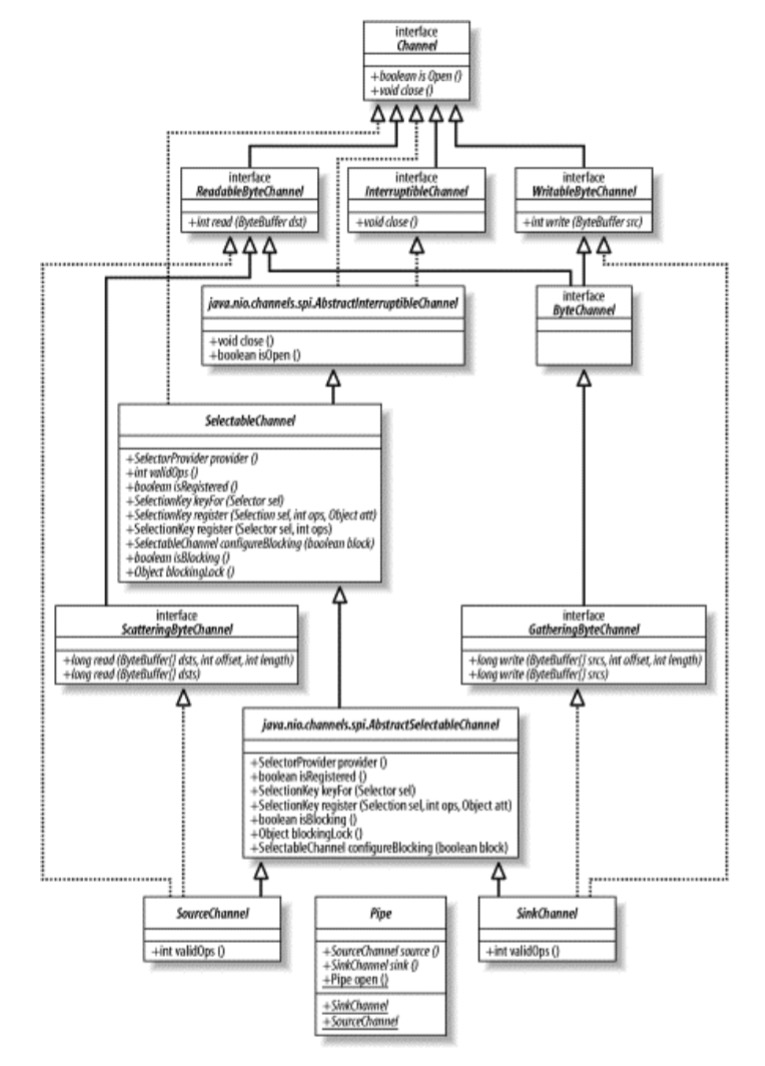 interface
Channel
+boolean is Open ()
+void close ()
interface
ReadableByteChannel
+int read (ByteBuffer dst)
interface
InterruptibleChannel
+void close ()
interface
WritableByteChannel
+int write (ByteBuffer src)
java.nio.channels.spi.AbstractInterruptibleChannel
+void close ()
+boolean isOpen ()
interface
ByteChannel
SelectableChannel
+SelectorProvider provider ()
+int validOps ()
+boolean isRegistered ()
+SelectionKey keyFor (Selector sel)
+SelectionKey register (Selection sel, int ops, Object att)
+SelectionKey register (Selector sel, int ops)
+SelectableChannel configureBlocking (boolean block)
+boolean isBlocking ()
+Object blockingLock ()
interface
ScatteringByteChannel
+long read (ByteBuffer[] dsts, int offset, int length)
+long read (ByteBuffer[] dsts)
interface
GatheringByteChannel
+long write (ByteBuffer[] srcs, int offset, int length)
+long write (ByteBuffer[] srcs)
java.nio.channels.spi.AbstractSelectableChannel
+SelectorProvider provider ()
+boolean isRegistered ()
+SelectionKey keyFor (Selector sel)
+SelectionKey register (Selection sel, int ops, Object att)
+boolean isBlocking ()
+Object blockingLock ()
+SelectableChannel configureBlocking (boolean block)
SourceChannel
+int validOps ()
Pipe
+SourceChannel source ()
+SinkChannel sink ()
+Pipe open ()
+SinkChannel
+SourceChannel
SinkChannel
+int validOps ()